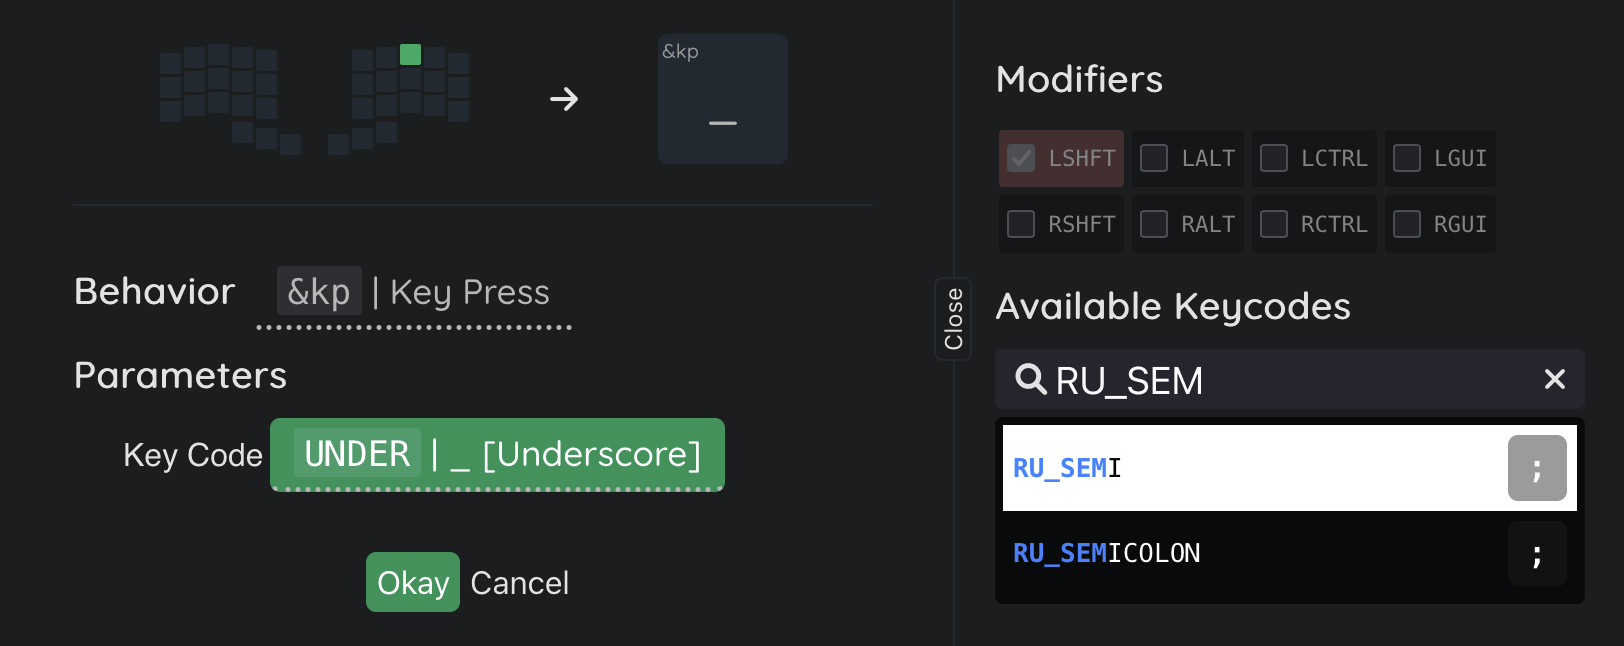 &kp
_
Behavior &kp | Key Press
Parameters
Key Code UNDER | _ [Underscore]
Okay Cancel
Close
Modifiers
LSHFT LALT LCTRL LGUI
RSHFT RALT RCTRL RGUI
Available Keycodes
RU_SEM
RU_SEMI ;
RU_SEMICOLON ;